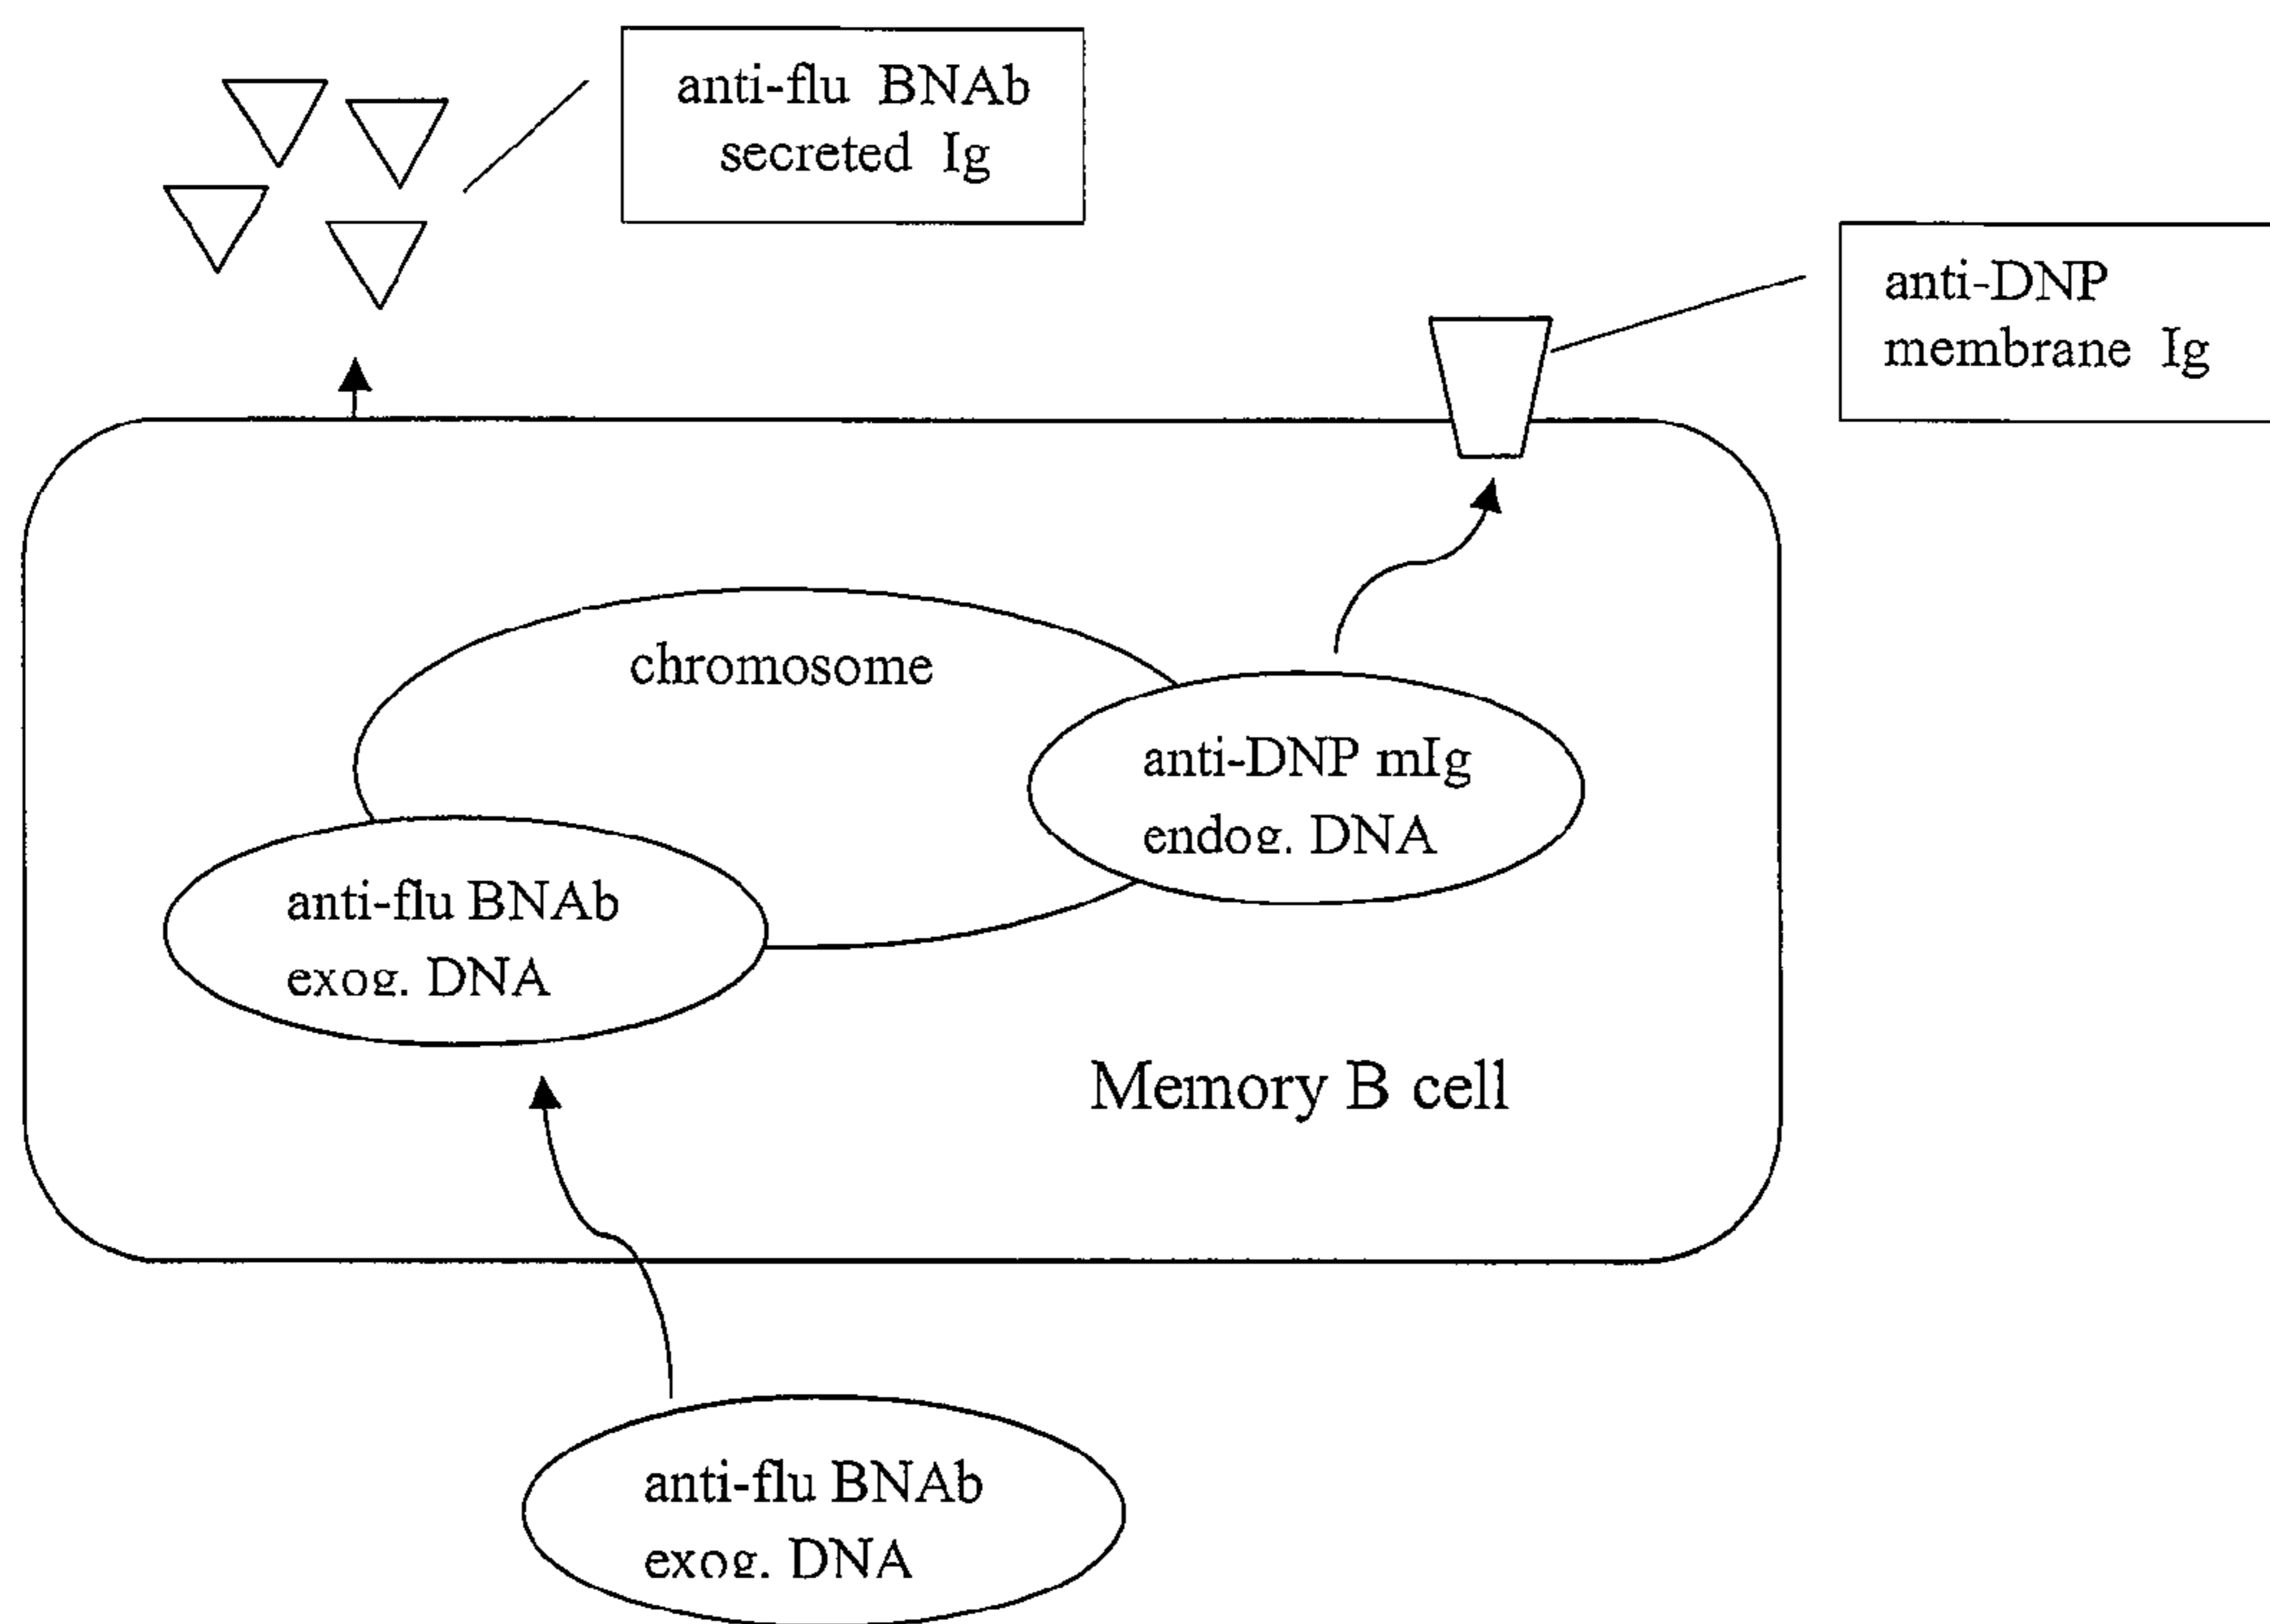 anti-flu BNAb
secreted Ig
anti-DNP
membrane Ig
chromosome
anti-DNP mIg
endog. DNA
anti-flu BNAb
exog. DNA
Memory B cell
anti-flu BNAb
exog. DNA